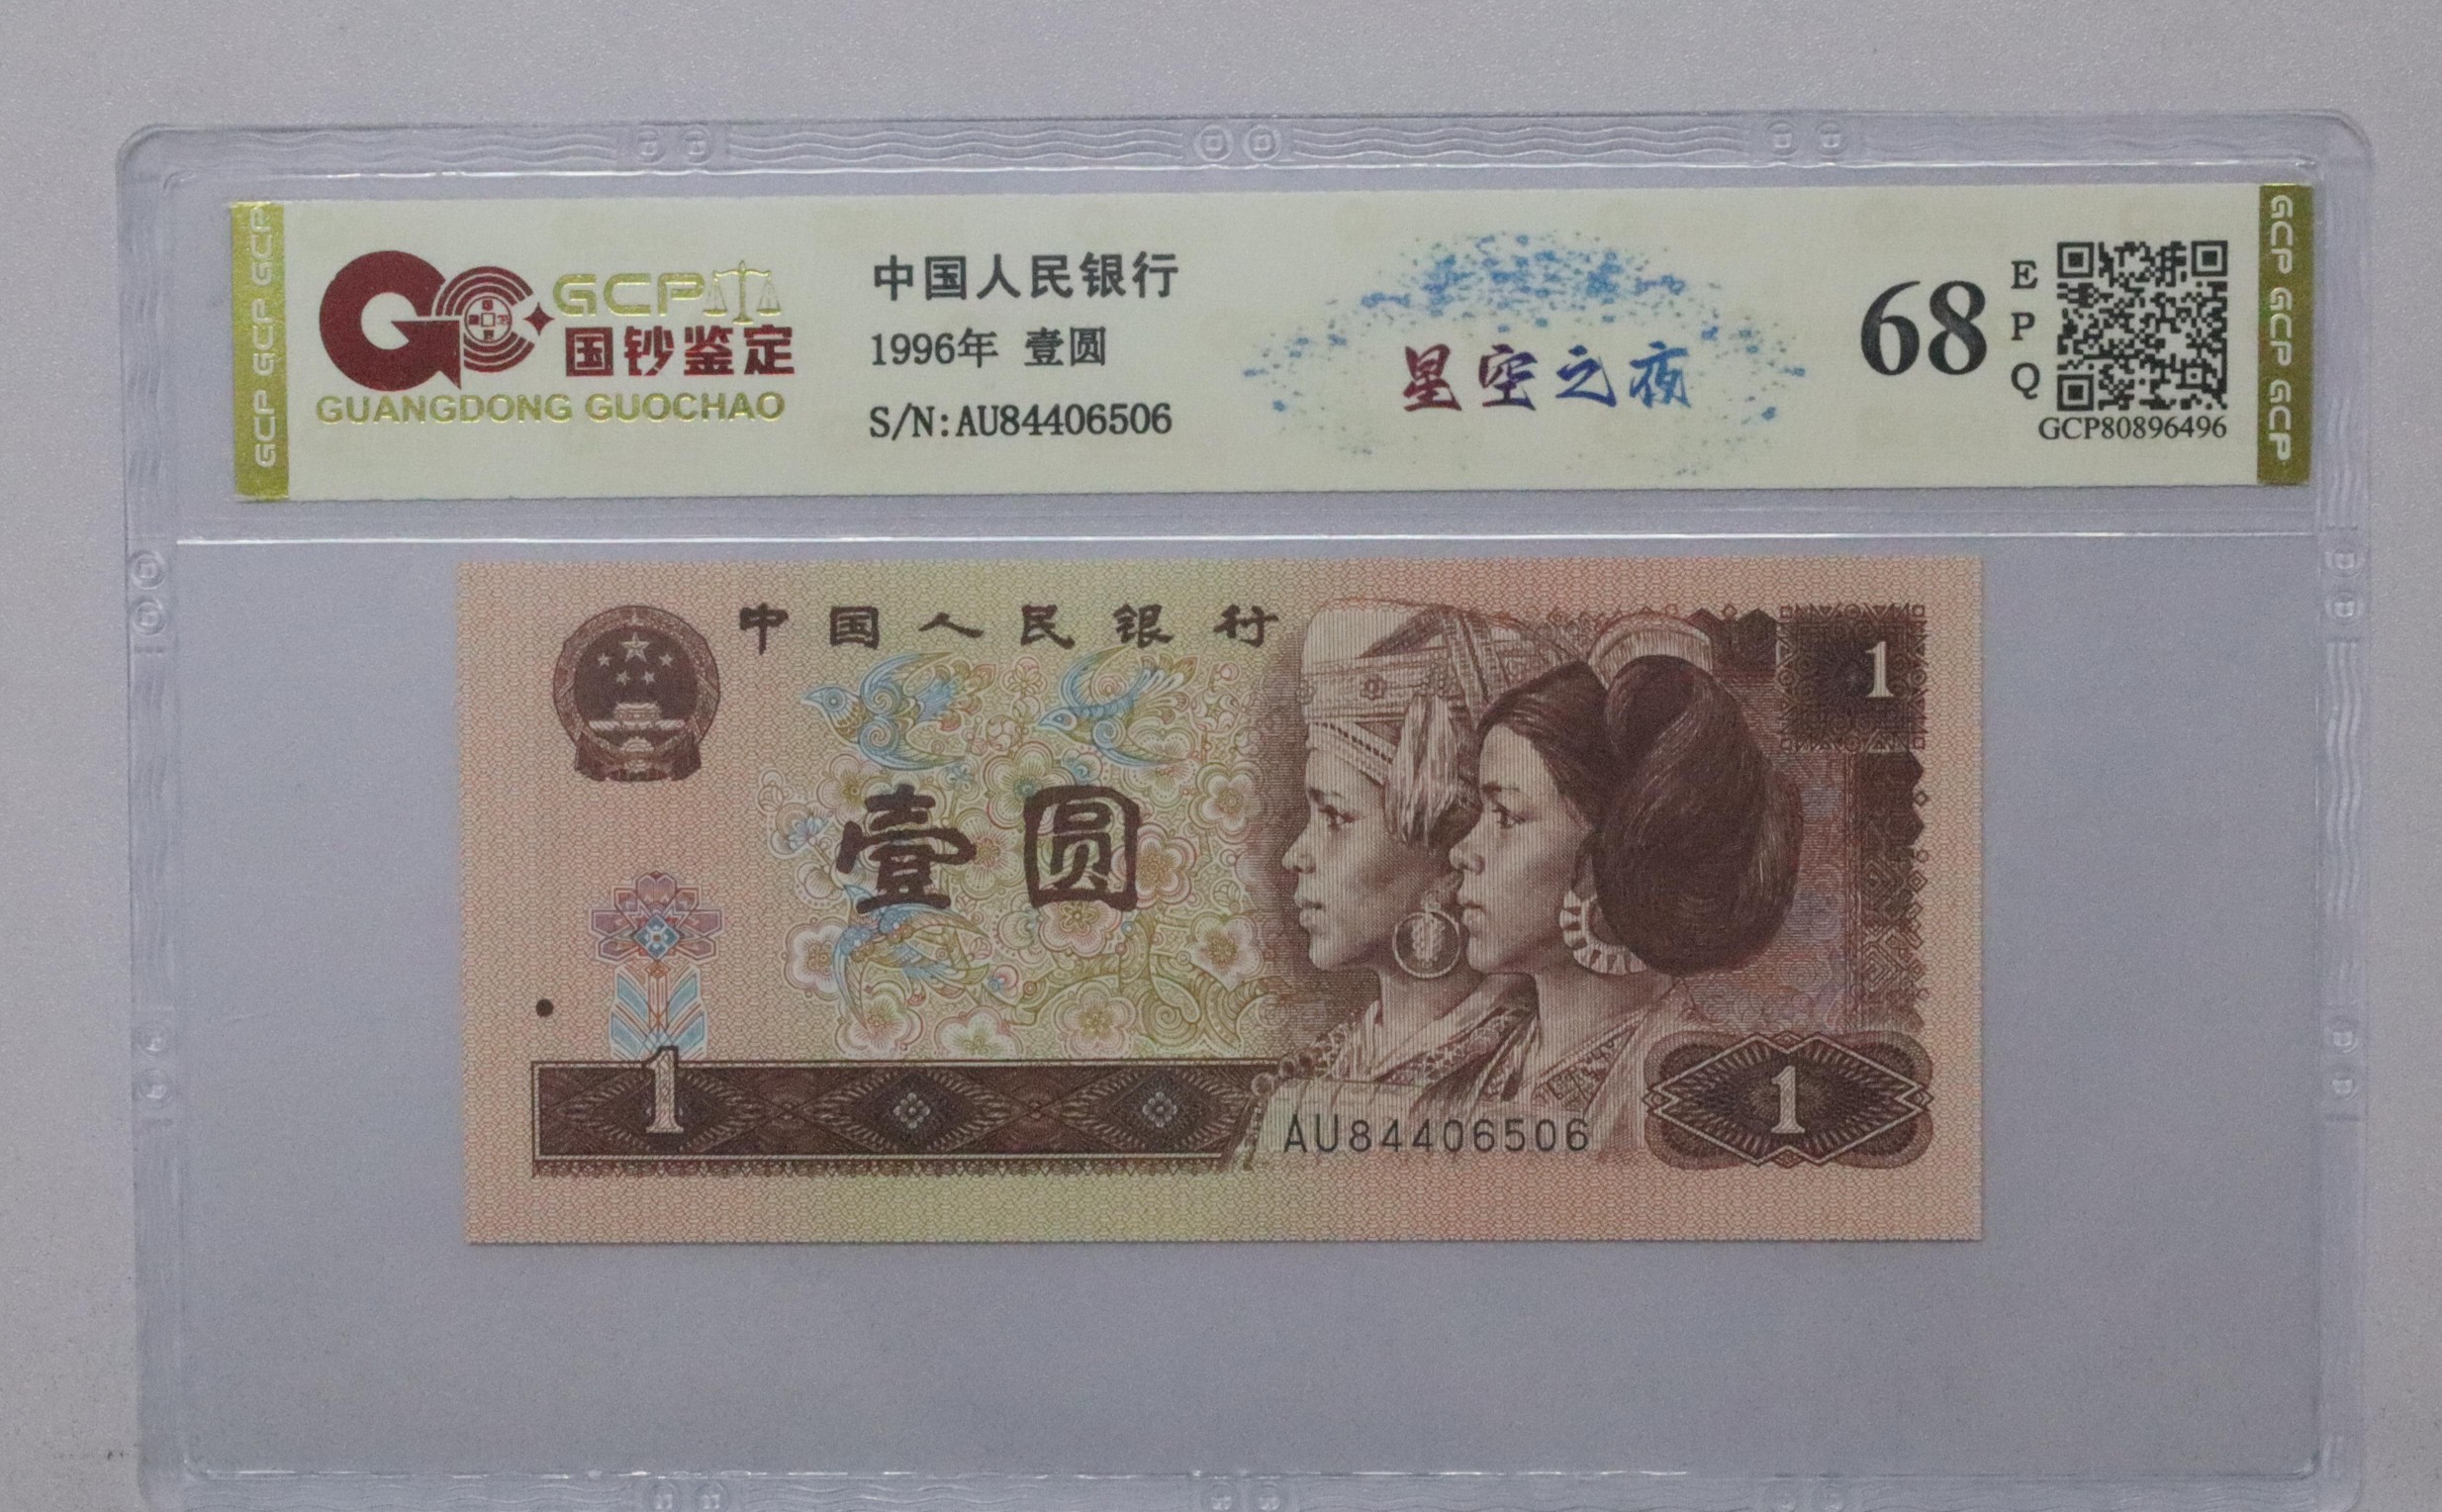 GCP GCP GCP
GCP
国钞鉴定
GUANGDONG GUOCHAO
中国人民银行
1996年 壹圆
S/N:AU84406506
星空之夜
68
E
P
Q
GCP80896496
GCP GCP GCP
中国人民银行
1
壹圆
1
AU84406506
1